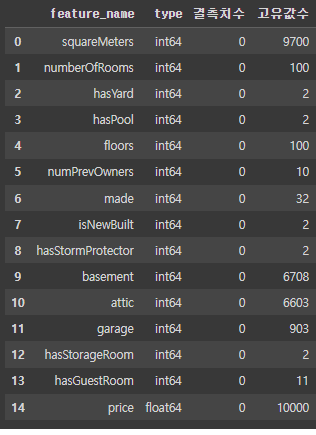 feature_name type 결측치수 고유값수
0 squareMeters int64 0 9700
1 numberOfRooms int64 0 100
2 hasYard int64 0 2
3 hasPool int64 0 2
4 floors int64 0 100
5 numPrevOwners int64 0 10
6 made int64 0 32
7 isNewBuilt int64 0 2
8 hasStormProtector int64 0 2
9 basement int64 0 6708
10 attic int64 0 6603
11 garage int64 0 903
12 hasStorageRoom int64 0 2
13 hasGuestRoom int64 0 11
14 price float64 0 10000